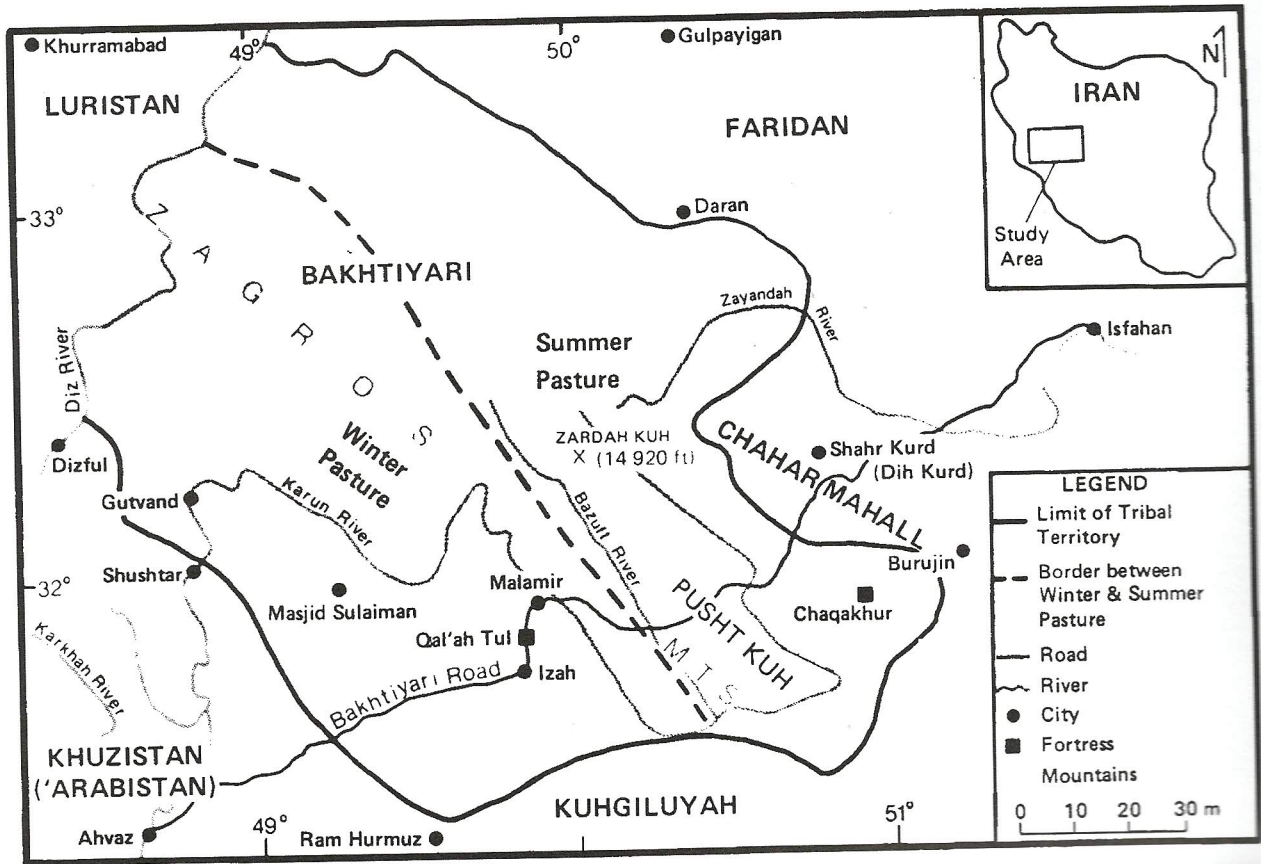 49°
50°
Khurramabad
Gulpayigan
N
LURISTAN
IRAN
FARIDAN
Study
Area
33°
Daran
ZAGROS
BAKHTIYARI
Zayandah
River
Isfahan
Summer
Pasture
Diz River
ZARDAH KUH
X (14 920 ft)
CHAHAR MAHALL
Shahr Kurd
(Dih Kurd)
Dizful
Winter
Pasture
Gutvand
Karun River
Bazuft River
32°
Shushtar
Masjid Sulaiman
Malamir
Burujin
Chaqakhur
PUSHT KUH
MTS
Qal'ah Tul
Izah
Bakhtiyari Road
Karkhan River
KHUZISTAN
('ARABISTAN)
KUHGILUYAH
Ahvaz
49°
Ram Hurmuz
51°
LEGEND
Limit of Tribal
Territory
Border between
Winter & Summer
Pasture
Road
River
City
Fortress
Mountains
0 10 20 30 m